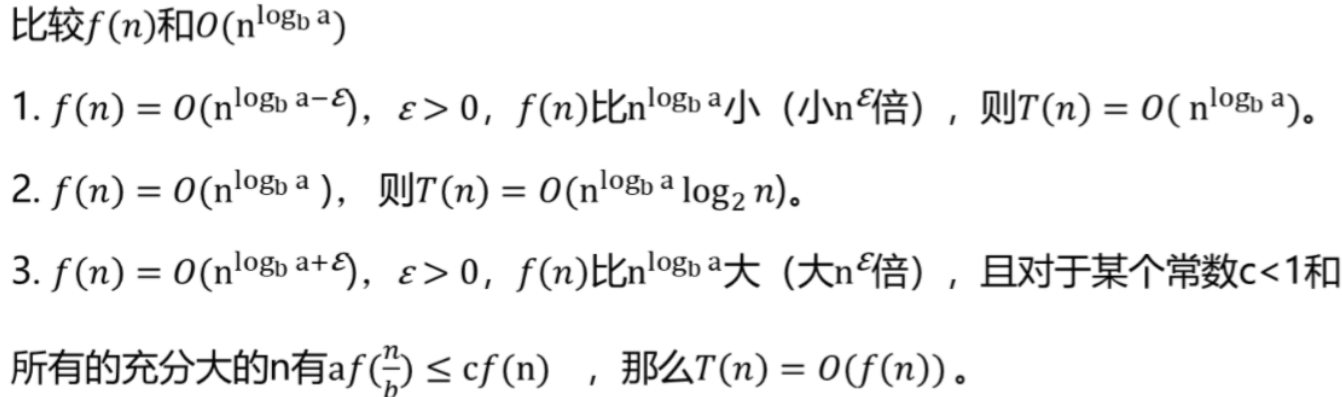 比较f(n)和O(n^{log_b a})
1. f(n) = O(n^{log_b a−ε})，ε > 0，f(n)比n^{log_b a}小（小n^ε倍），则T(n) = O( n^{log_b a})。
2. f(n) = O(n^{log_b a} )， 则T(n) = O(n^{log_b a} log_2 n)。
3. f(n) = O(n^{log_b a+ε})，ε > 0，f(n)比n^{log_b a}大（大n^ε倍），且对于某个常数c<1和
所有的充分大的n有af(\frac{n}{b}) ≤ cf(n) ，那么T(n) = O(f(n))。